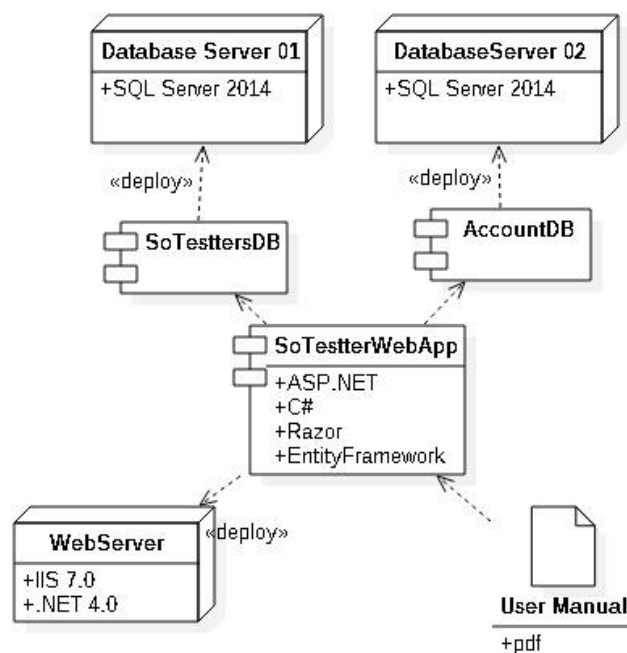 Database Server 01
+SQL Server 2014
DatabaseServer 02
+SQL Server 2014
«deploy»
«deploy»
SoTesttersDB
AccountDB
SoTestterWebApp
+ASP.NET
+C#
+Razor
+EntityFramework
«deploy»
WebServer
+IIS 7.0
+.NET 4.0
User Manual
+pdf